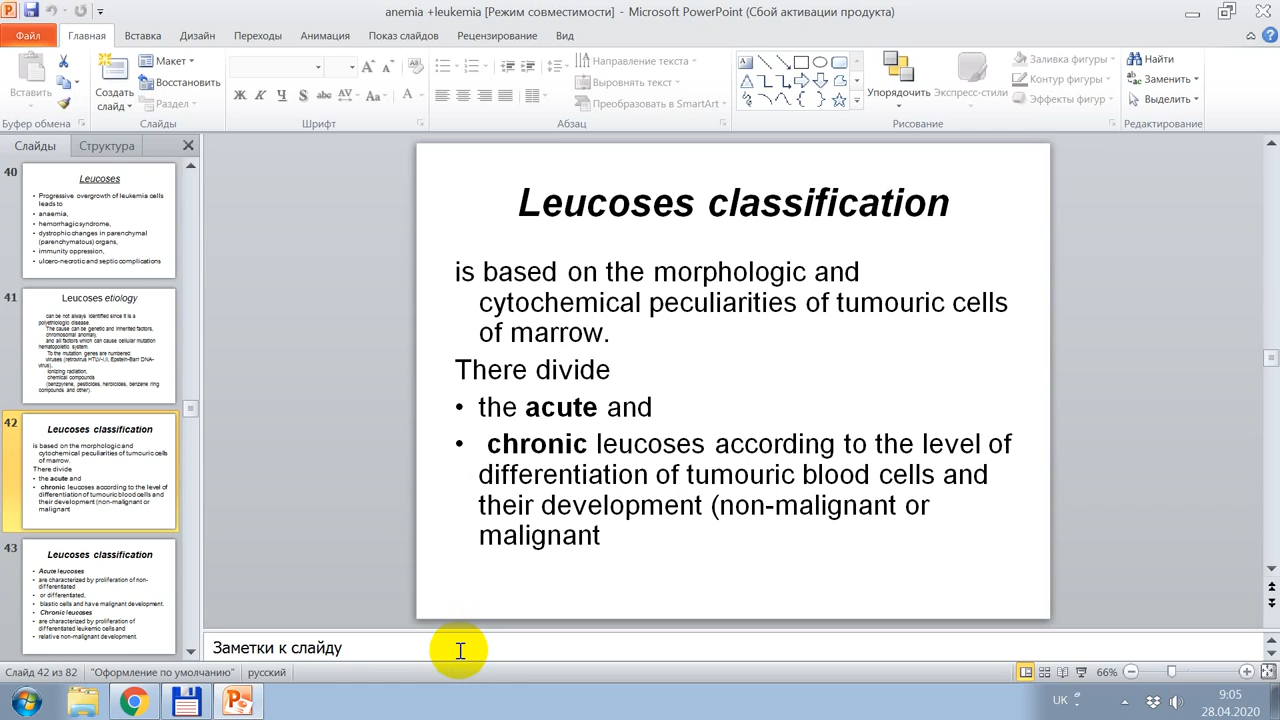 anemia +leukemia [Режим совместимости] - Microsoft PowerPoint (Сбой активации продукта)
Файл Главная Вставка Дизайн Переходы Анимация Показ слайдов Рецензирование Вид
Вставить
Создать слайд
Макет
Восстановить
Раздел
Ж К Ч S abc AV Aa A
Направление текста
Выровнять текст
Преобразовать в SmartArt
Упорядочить
Экспресс-стили
Заливка фигуры
Контур фигуры
Эффекты фигур
Найти
Заменить
Выделить
Буфер обмена Слайды Шрифт Абзац Рисование Редактирование
Слайды Структура
40
Leucoses
• Progressive overgrowth of leukemia cells
leads to
• anaemia,
• hemorrhagic syndrome,
• dystrophic changes in parenchymal
(parenchymatous) organs,
• immunity oppression,
• ulcero-necrotic and septic complications
41
Leucoses etiology
can be not always identified since it is a
polyetiologic disease.
The cause can be genetic and inherited factors,
chromosomal anomaly).
and all factors which can cause cellular mutation
hematopoietic system.
To the mutation genes are numbered:
viruses (retrovirus HTLV-I,II, Epstein-Barr DNA-
virus),
ionizing radiation,
chemical compounds
(benzpyrene, pesticides, herbicides, benzene ring
compounds and other).
42
Leucoses classification
is based on the morphologic and
cytochemical peculiarities of tumouric cells
of marrow.
There divide
• the acute and
• chronic leucoses according to the level of
differentiation of tumouric blood cells and
their development (non-malignant or
malignant
43
Leucoses classification
• Acute leucoses
• are characterized by proliferation of non-
differentiated
• or differentiated,
• blastic cells and have malignant development.
• Chronic leucoses
• are characterized by proliferation of
differentiated leukemic cells and
• relative non-malignant development.
Leucoses classification
is based on the morphologic and
cytochemical peculiarities of tumouric cells
of marrow.
There divide
• the acute and
• chronic leucoses according to the level of
differentiation of tumouric blood cells and
their development (non-malignant or
malignant
Заметки к слайду
Слайд 42 из 82 "Оформление по умолчанию" русский 66%
UK 9:05
28.04.2020